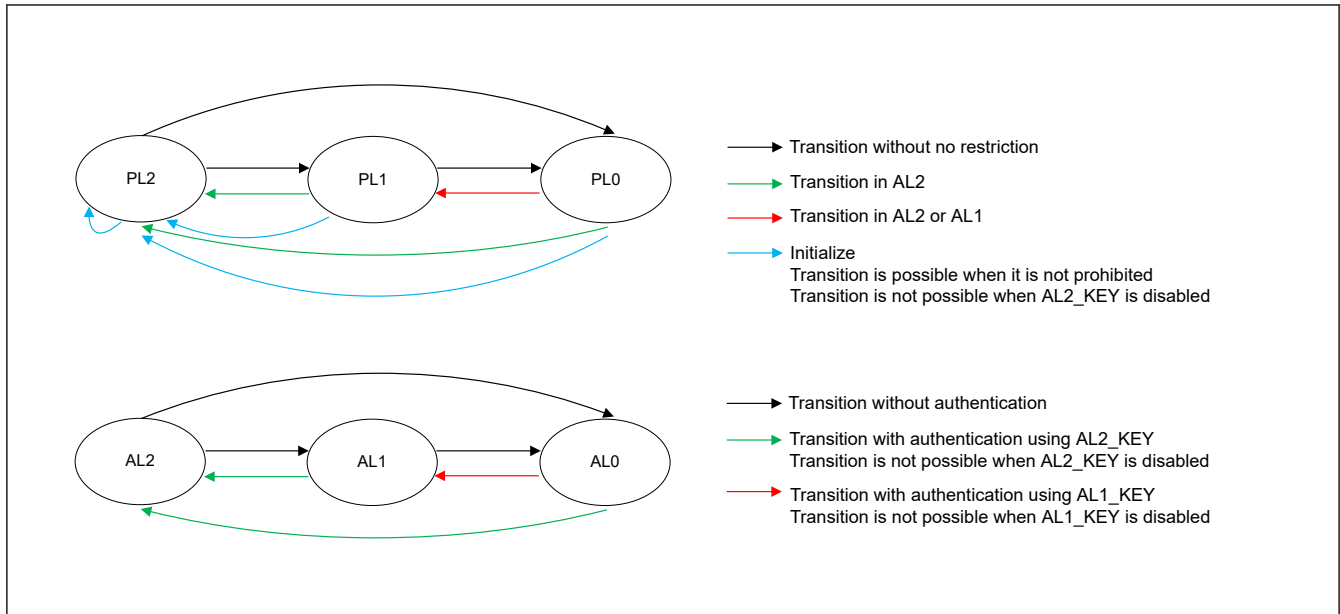 PL2
PL1
PL0
Transition without no restriction
Transition in AL2
Transition in AL2 or AL1
Initialize
Transition is possible when it is not prohibited
Transition is not possible when AL2_KEY is disabled
AL2
AL1
AL0
Transition without authentication
Transition with authentication using AL2_KEY
Transition is not possible when AL2_KEY is disabled
Transition with authentication using AL1_KEY
Transition is not possible when AL1_KEY is disabled